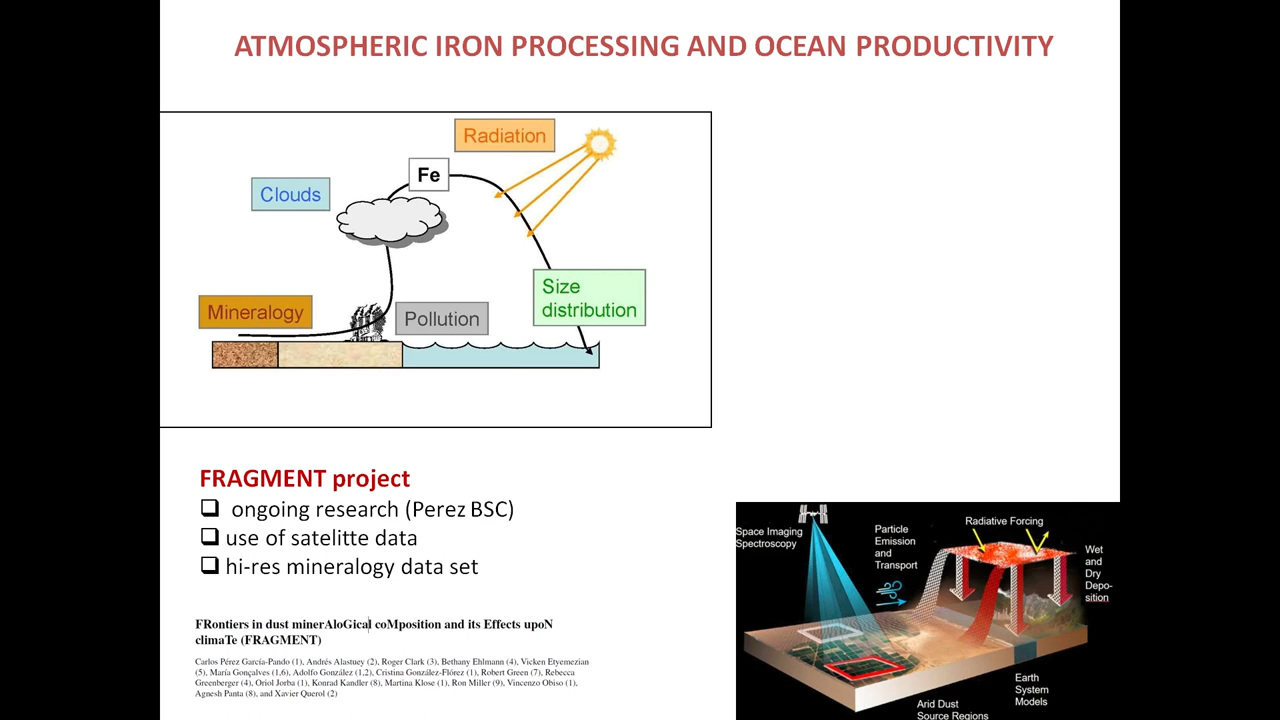 ATMOSPHERIC IRON PROCESSING AND OCEAN PRODUCTIVITY
Radiation
Fe
Clouds
Size
distribution
Mineralogy
Pollution
FRAGMENT project
ongoing research (Perez BSC)
use of satelitte data
hi-res mineralogy data set
FRontiers in dust minerAloGical coMposition and its Effects upoN
climaTe (FRAGMENT)
Carlos Pérez García-Pando (1), Andrés Alastuey (2), Roger Clark (3), Bethany Ehlmann (4), Vicken Etyemezian
(5), María Gonçalves (1,6), Adolfo González (1,2), Cristina González-Flórez (1), Robert Green (7), Rebecca
Greenberger (4), Oriol Jorba (1), Konrad Kandler (8), Martina Klose (1), Ron Miller (9), Vincenzo Obiso (1),
Agnesh Panta (8), and Xavier Querol (2)
Space Imaging
Spectroscopy
Particle
Emission
and
Transport
Radiative Forcing
Wet
and
Dry
Depo-
sition
Earth
System
Models
Arid Dust
Source Regions